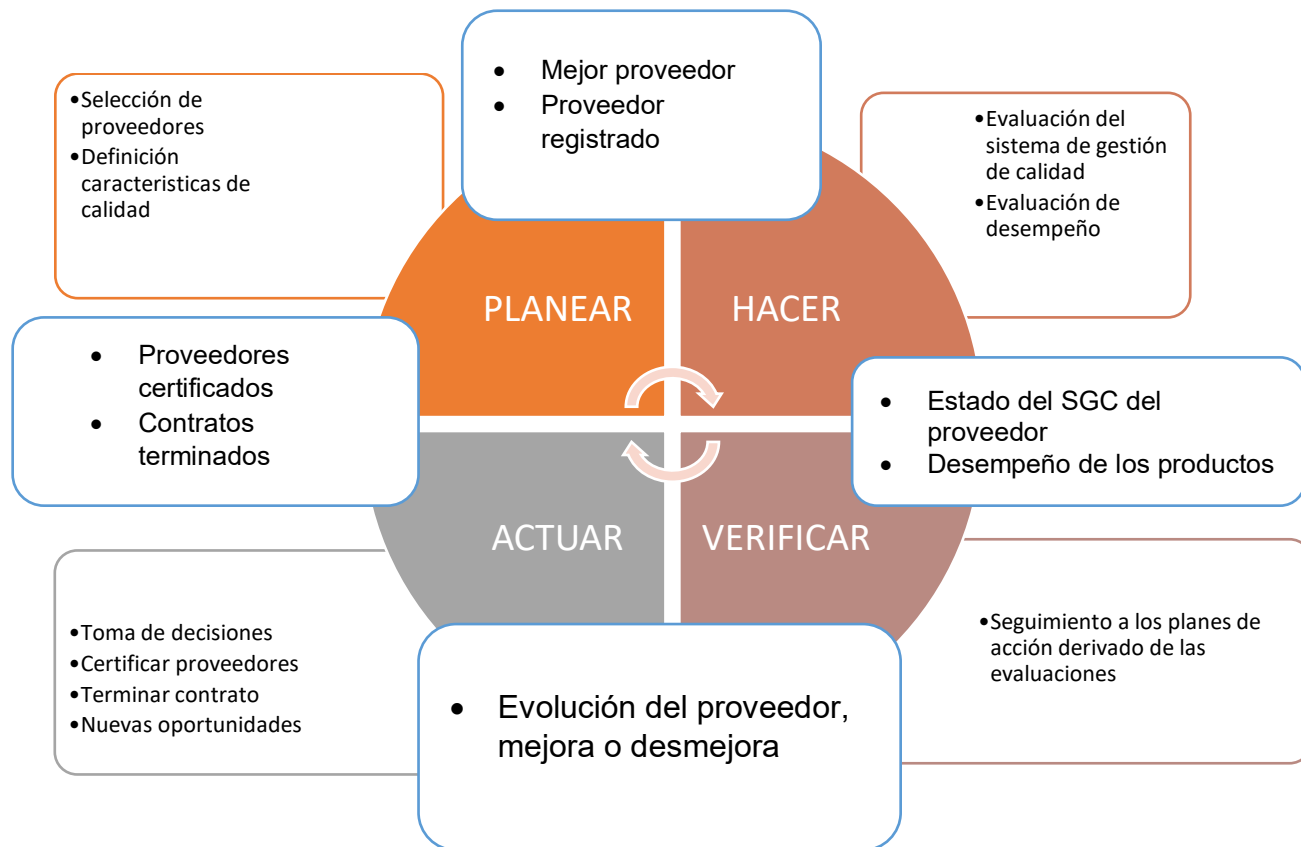 • Mejor proveedor
• Proveedor
registrado
•Selección de
proveedores
•Definición
caracteristicas de
calidad
•Evaluación del
sistema de gestión
de calidad
•Evaluación de
desempeño
PLANEAR
HACER
• Proveedores
certificados
• Contratos
terminados
• Estado del SGC del
proveedor
• Desempeño de los productos
ACTUAR
VERIFICAR
•Toma de decisiones
•Certificar proveedores
•Terminar contrato
•Nuevas oportunidades
•Seguimiento a los planes de
acción derivado de las
evaluaciones
• Evolución del proveedor,
mejora o desmejora